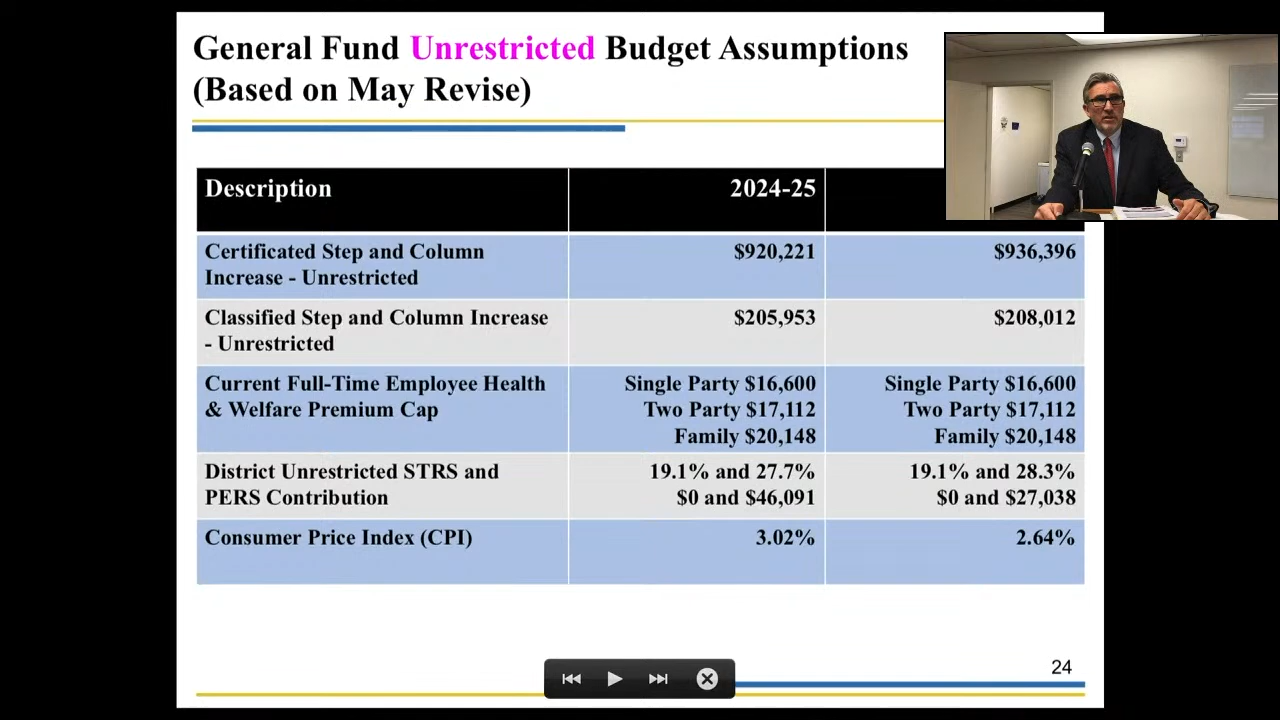 General Fund Unrestricted Budget Assumptions
(Based on May Revise)
Description 2024-25
Certificated Step and Column $920,221 $936,396
Increase - Unrestricted
Classified Step and Column Increase $205,953 $208,012
- Unrestricted
Current Full-Time Employee Health Single Party $16,600 Single Party $16,600
& Welfare Premium Cap Two Party $17,112 Two Party $17,112
Family $20,148 Family $20,148
District Unrestricted STRS and 19.1% and 27.7% 19.1% and 28.3%
PERS Contribution $0 and $46,091 $0 and $27,038
Consumer Price Index (CPI) 3.02% 2.64%
24